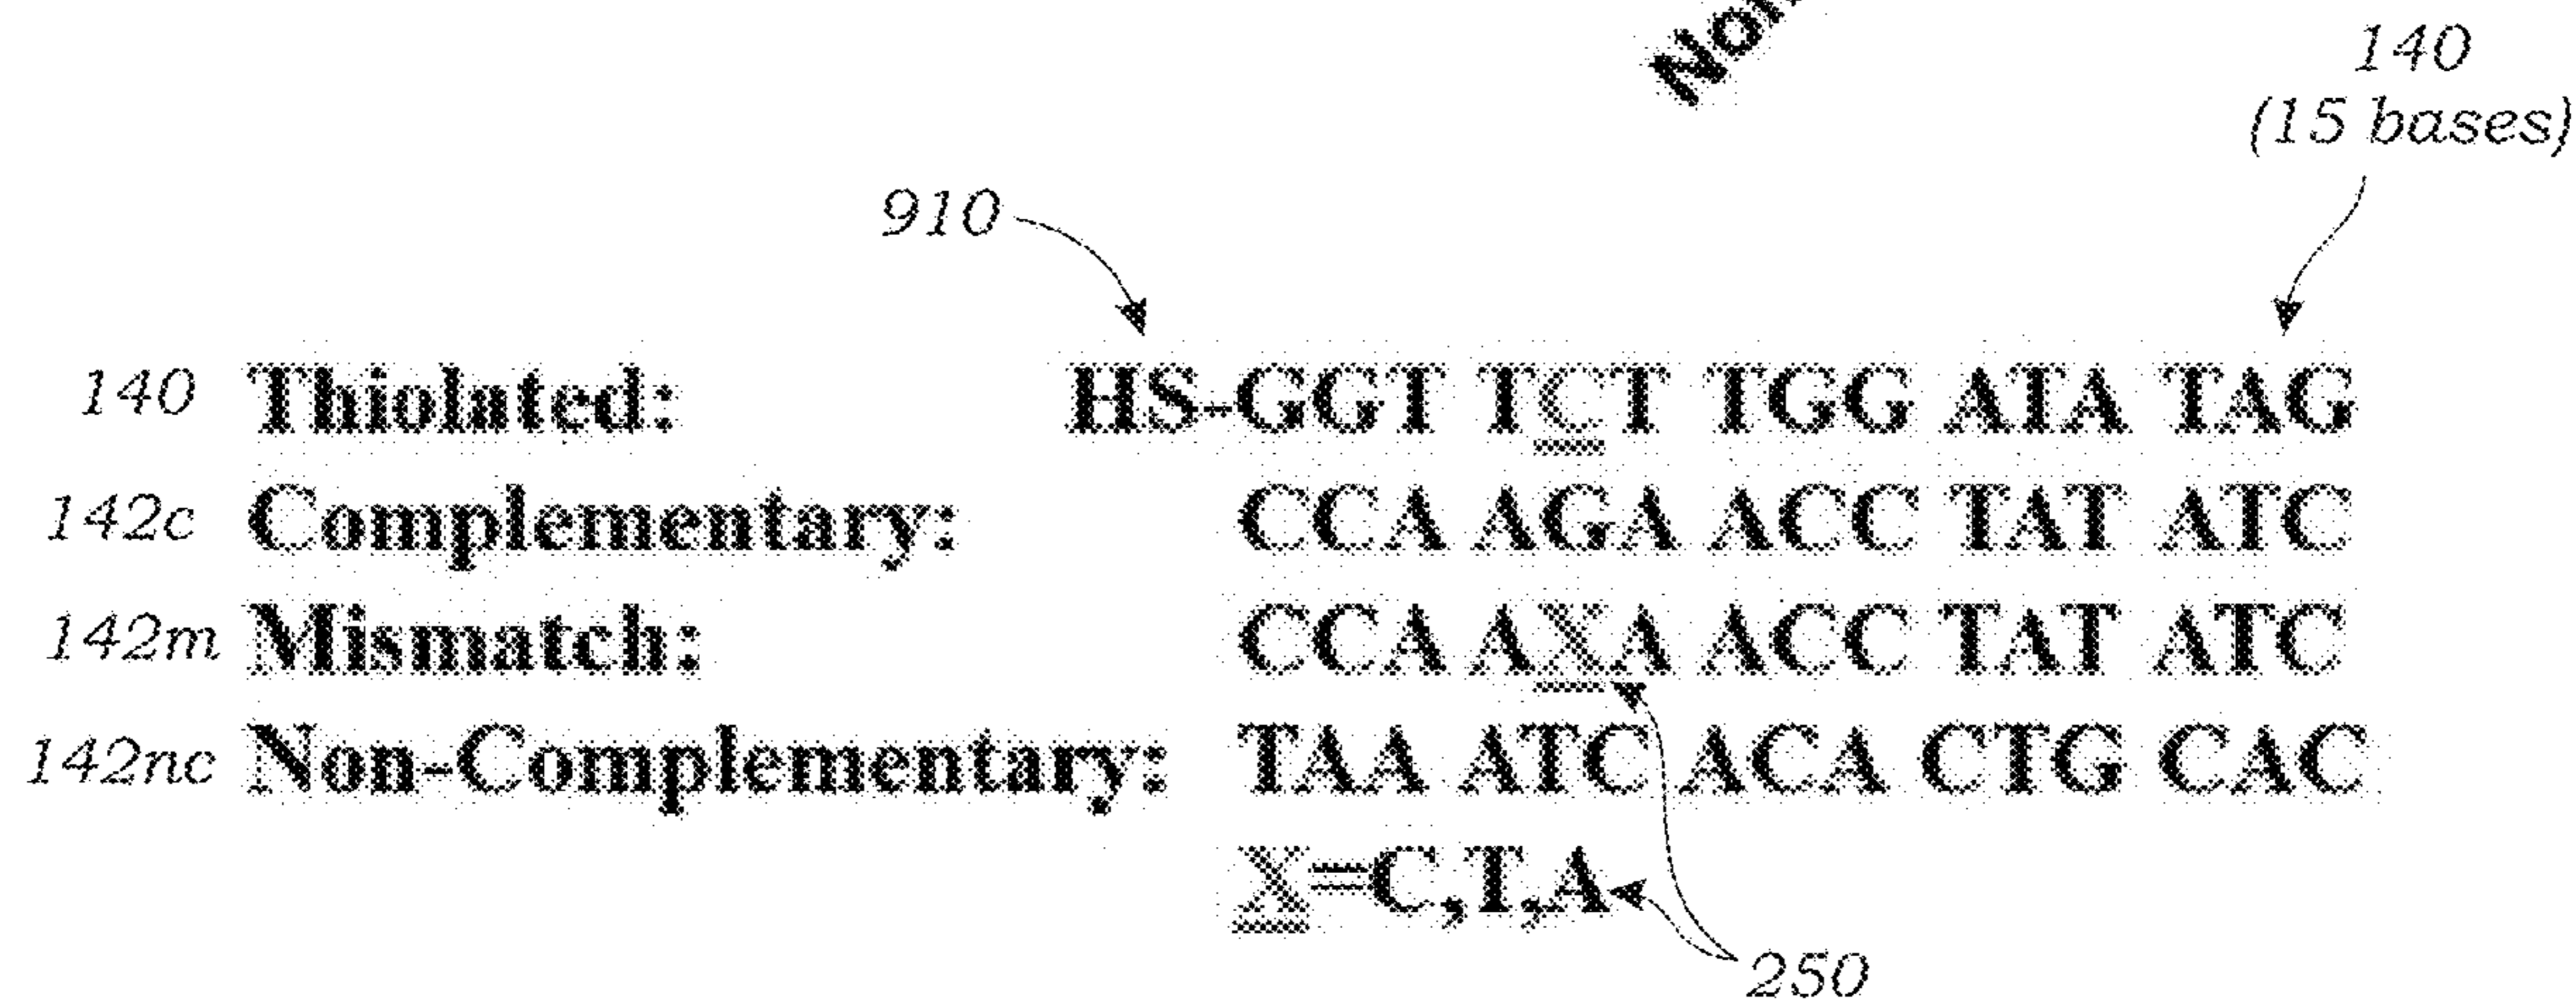 140
(15 bases)
910
140 Thiolated: HS-GGT TCT TGG ATA TAG
142c Complementary: CCA AGA ACC TAT ATC
142m Mismatch: CCA AXA ACC TAT ATC
142nc Non-Complementary: TAA ATC ACA CTG CAC
X=C,T,A
250